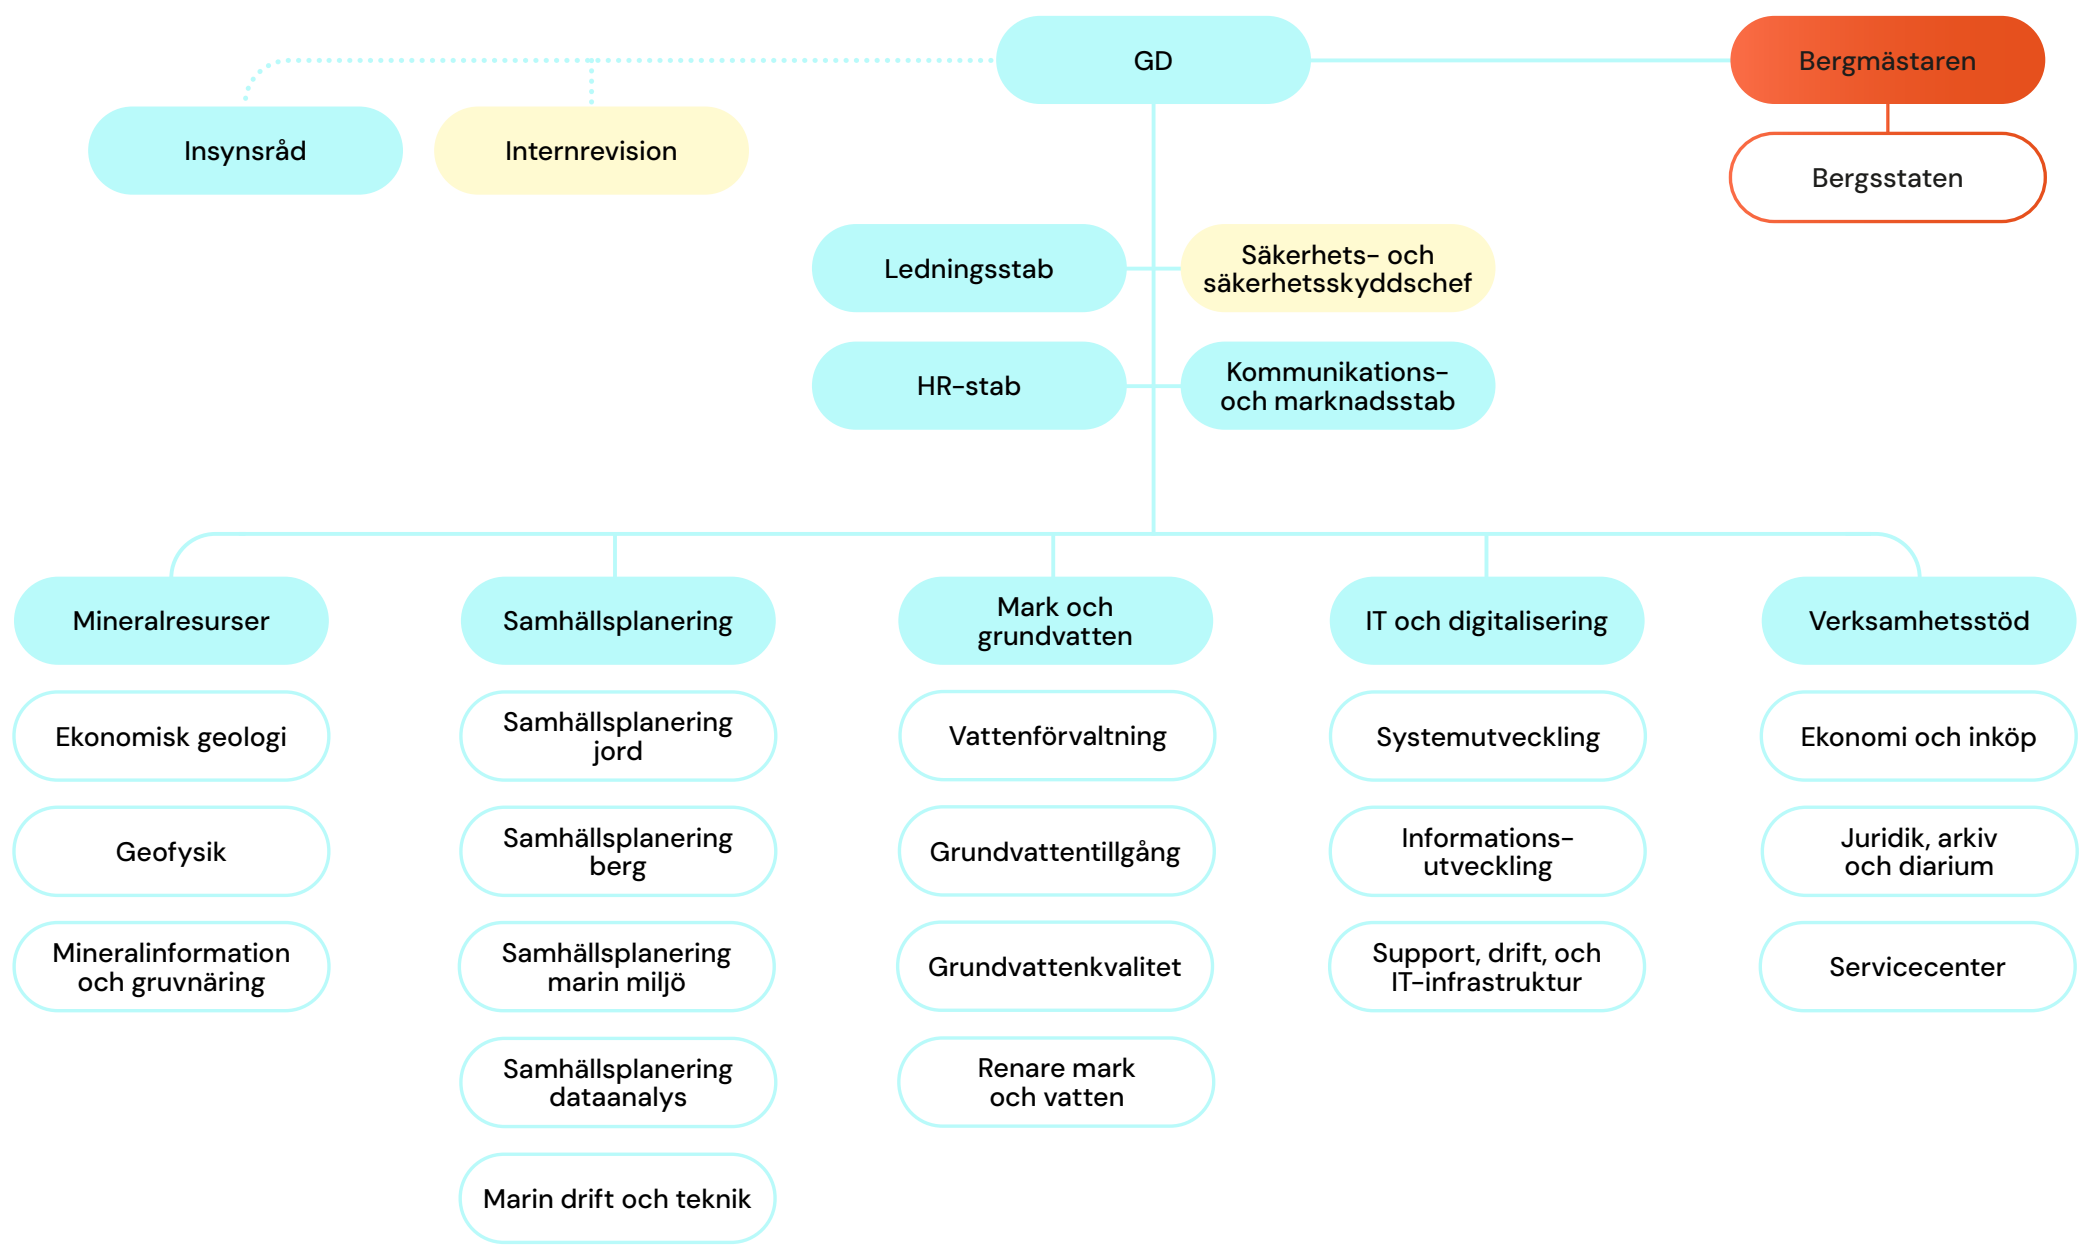 GD
Bergmästaren
Insynsråd
Internrevision
Bergsstaten
Ledningsstab
Säkerhets- och
säkerhetsskyddschef
HR-stab
Kommunikations-
och marknadsstab
Mineralresurser
Ekonomisk geologi
Geofysik
Mineralinformation
och gruvnäring
Samhällsplanering
Samhällsplanering
jord
Samhällsplanering
berg
Samhällsplanering
marin miljö
Samhällsplanering
dataanalys
Marin drift och teknik
Mark och
grundvatten
Vattenförvaltning
Grundvattentillgång
Grundvattenkvalitet
Renare mark
och vatten
IT och digitalisering
Systemutveckling
Informations-
utveckling
Support, drift, och
IT-infrastruktur
Verksamhetsstöd
Ekonomi och inköp
Juridik, arkiv
och diarium
Servicecenter